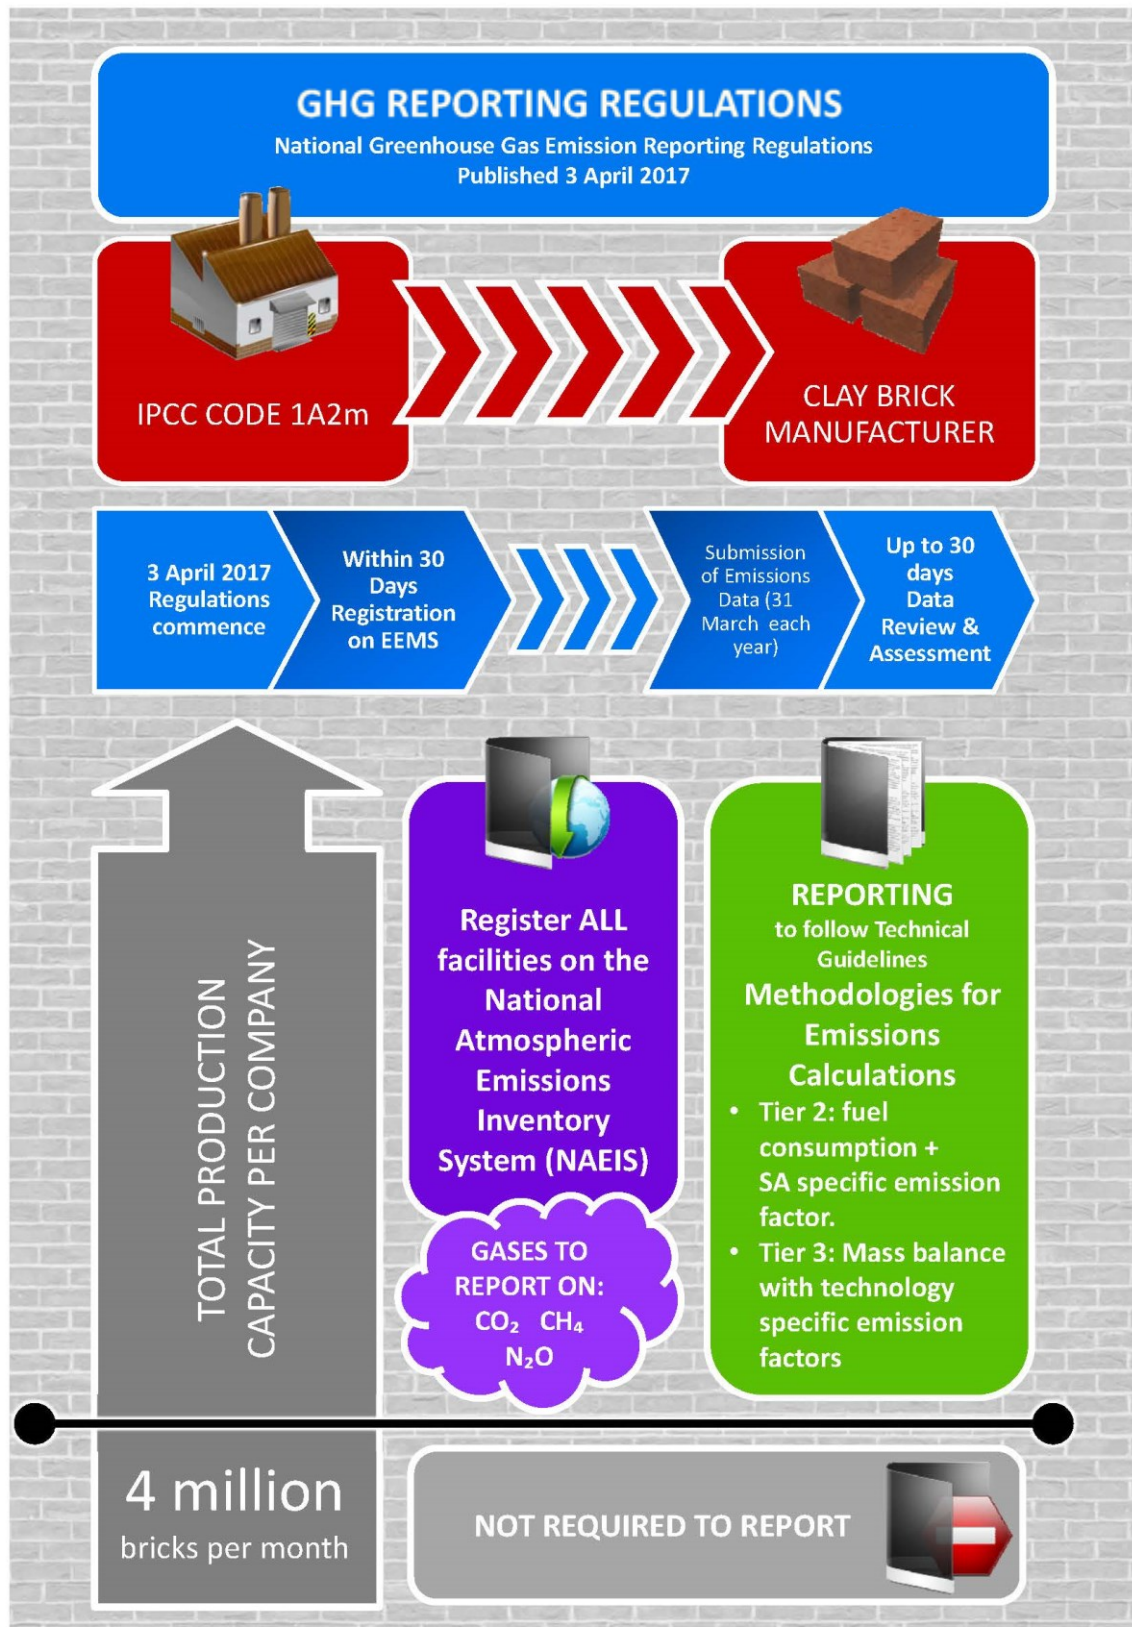 GHG REPORTING REGULATIONS
National Greenhouse Gas Emission Reporting Regulations
Published 3 April 2017
IPCC CODE 1A2m
CLAY BRICK
MANUFACTURER
3 April 2017
Regulations
commence
Within 30
Days
Registration
on EEMS
Submission
of Emissions
Data (31
March each
year)
Up to 30
days
Data
Review &
Assessment
TOTAL PRODUCTION
CAPACITY PER COMPANY
Register ALL
facilities on the
National
Atmospheric
Emissions
Inventory
System (NAEIS)
GASES TO
REPORT ON:
CO₂ CH₄
N₂O
REPORTING
to follow Technical
Guidelines
Methodologies for
Emissions
Calculations
• Tier 2: fuel
consumption +
SA specific emission
factor.
• Tier 3: Mass balance
with technology
specific emission
factors
4 million
bricks per month
NOT REQUIRED TO REPORT